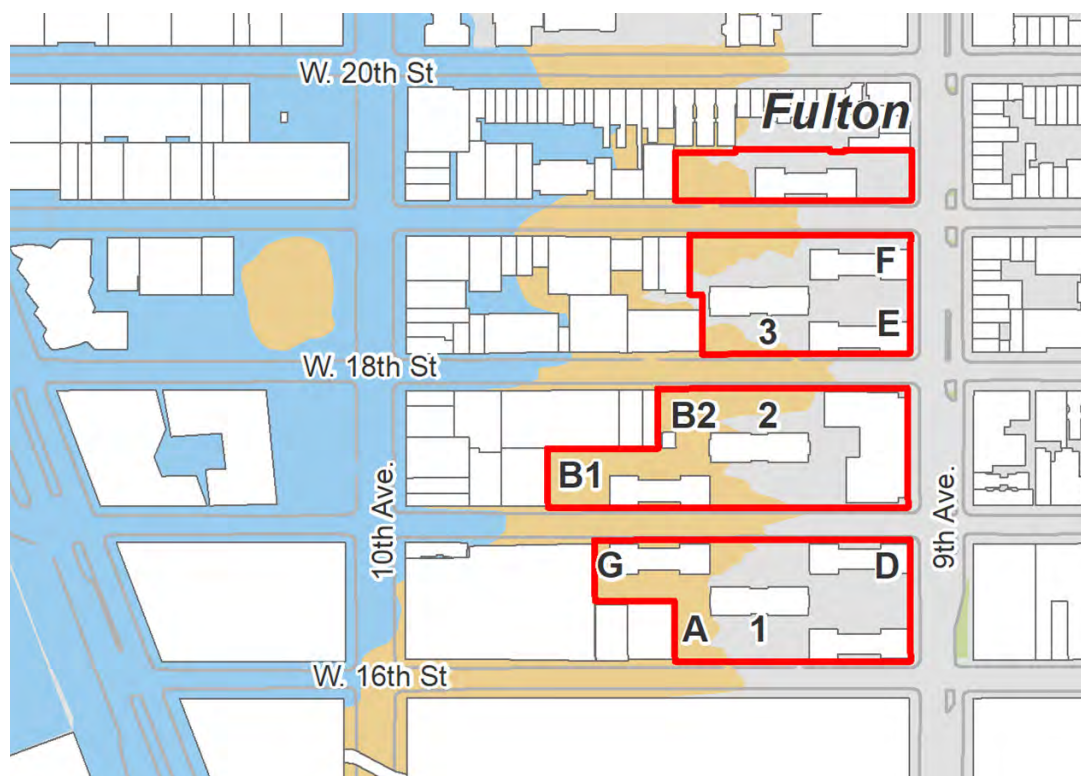 W. 20th St
Fulton
F
E
3
W. 18th St
B2
2
B1
10th Ave.
9th Ave.
G
D
A
1
W. 16th St